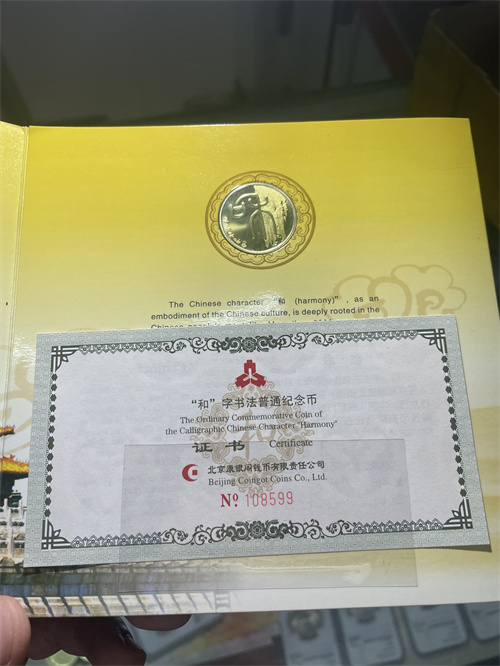 The Chinese character "和 (harmony)", as an
embodiment of the Chinese culture, is deeply rooted in the
"和"字书法普通纪念币
The Ordinary Commemorative Coin of
the Calligraphic Chinese Character "Harmony"
证书 Certificate
北京康银阁钱币有限责任公司
Beijing Coingot Coins Co., Ltd.
No. 108599